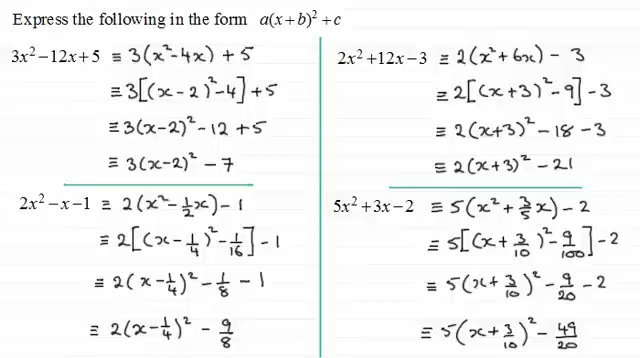 Express the following in the form a(x+b)² + c
3x² − 12x + 5 ≡ 3(x² − 4x) + 5
≡ 3[(x − 2)² − 4] + 5
≡ 3(x − 2)² − 12 + 5
≡ 3(x − 2)² − 7
2x² + 12x − 3 ≡ 2(x² + 6x) − 3
≡ 2[(x + 3)² − 9] − 3
≡ 2(x + 3)² − 18 − 3
≡ 2(x + 3)² − 21
2x² − x − 1 ≡ 2(x² − 1/2 x) − 1
≡ 2[(x − 1/4)² − 1/16] − 1
≡ 2(x − 1/4)² − 1/8 − 1
≡ 2(x − 1/4)² − 9/8
5x² + 3x − 2 ≡ 5(x² + 3/5 x) − 2
≡ 5[(x + 3/10)² − 9/100] − 2
≡ 5(x + 3/10)² − 9/20 − 2
≡ 5(x + 3/10)² − 49/20